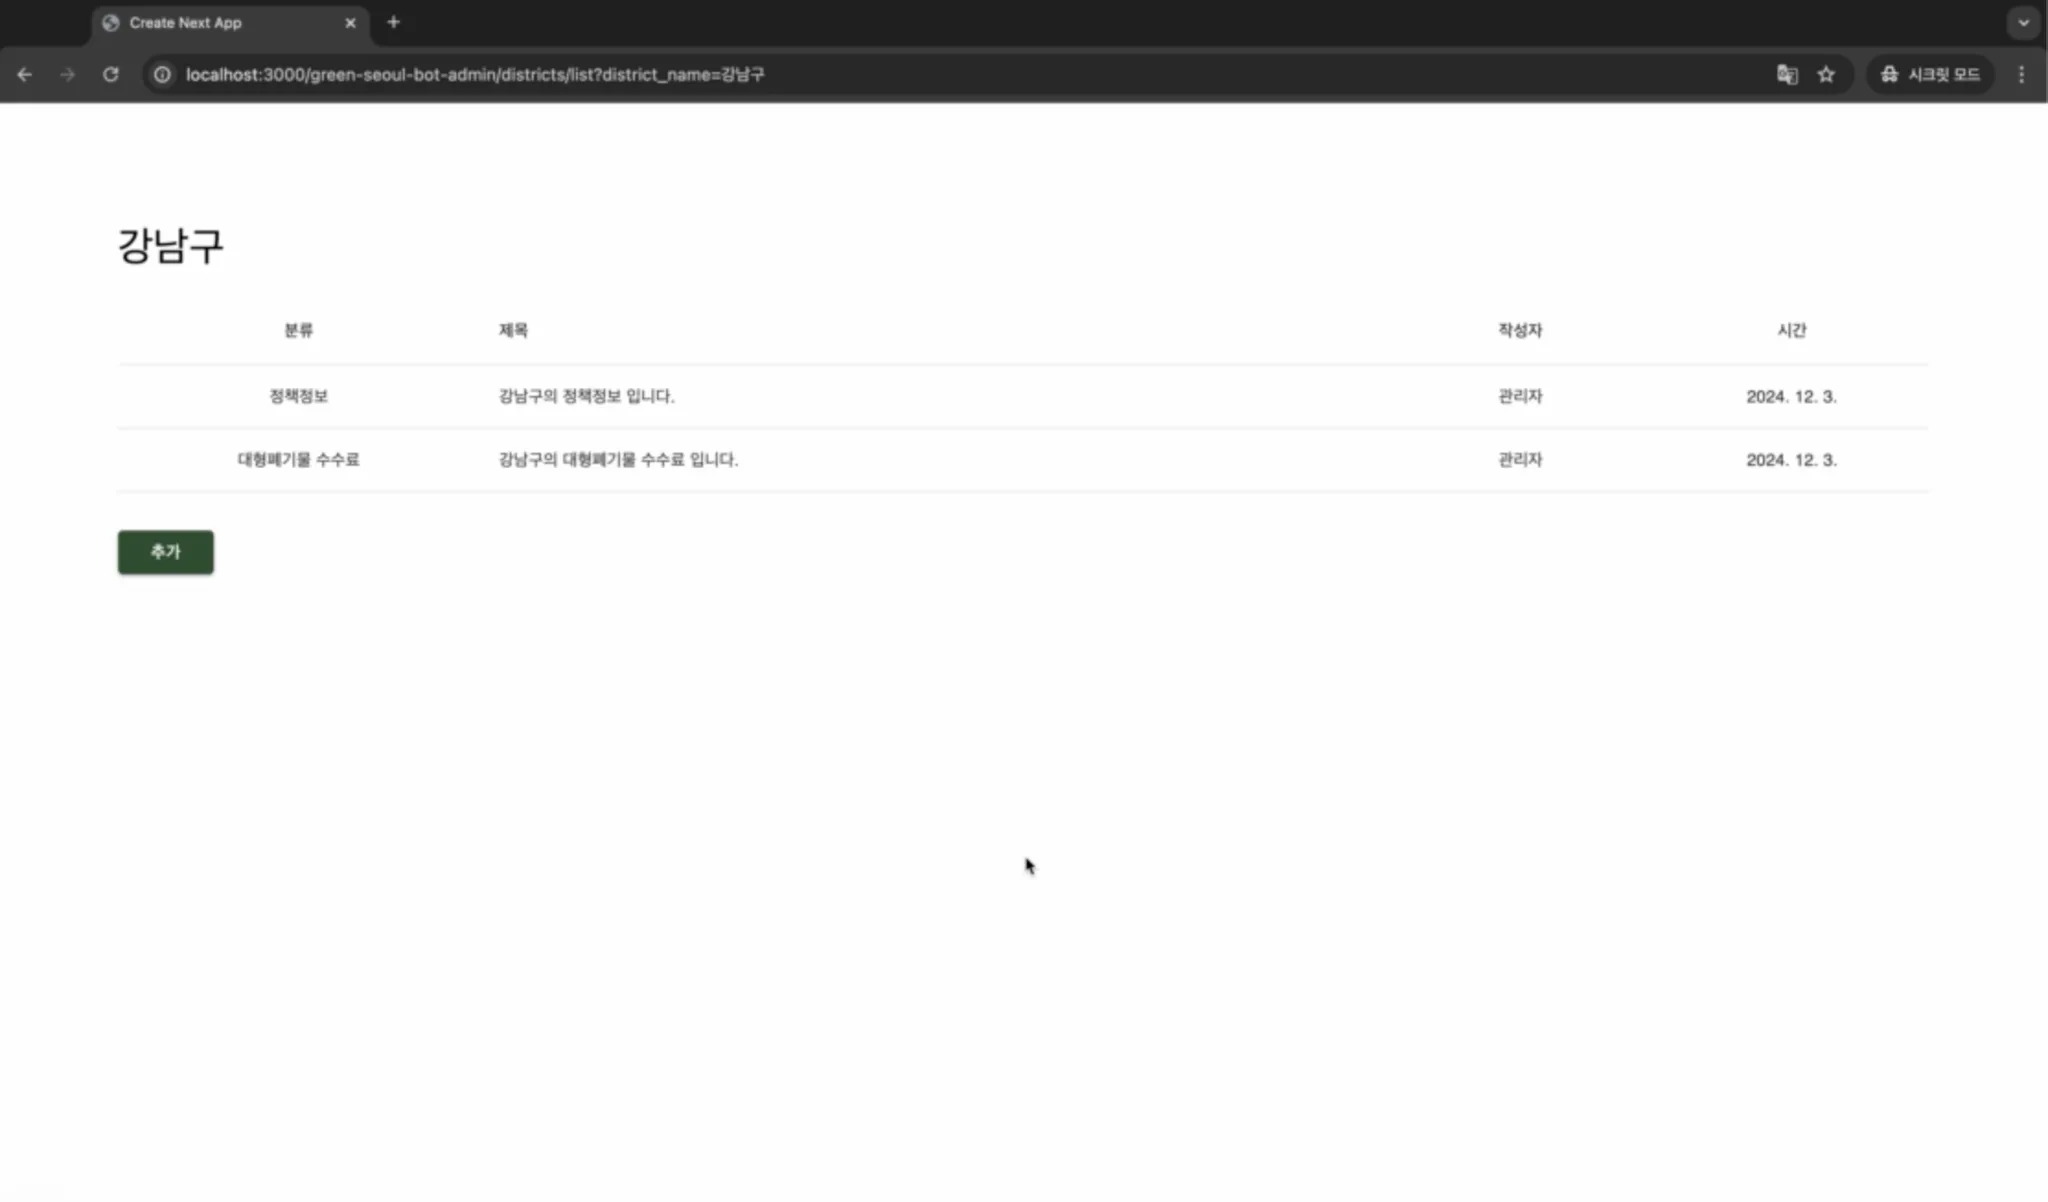 Create Next App
localhost:3000/green-seoul-bot-admin/districts/list?district_name=강남구
시크릿 모드
강남구
분류 제목 작성자 시간
정책정보 강남구의 정책정보 입니다. 관리자 2024. 12. 3.
대형폐기물 수수료 강남구의 대형폐기물 수수료 입니다. 관리자 2024. 12. 3.
추가